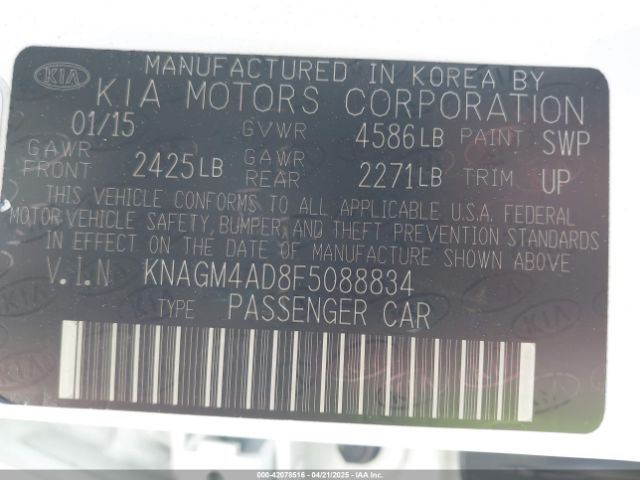 KIA
MANUFACTURED IN KOREA BY
KIA MOTORS CORPORATION
01/15 GVWR 4586LB PAINT SWP
GAWR FRONT 2425LB GAWR REAR 2271LB TRIM UP
THIS VEHICLE CONFORMS TO ALL APPLICABLE U.S.A. FEDERAL
MOTOR VEHICLE SAFETY, BUMPER, AND THEFT PREVENTION STANDARDS
IN EFFECT ON THE DATE OF MANUFACTURE SHOWN ABOVE
V.I.N KNAGM4AD8F5088834
TYPE PASSENGER CAR
000-42078516 - 04/21/2025 - IAAI.COM